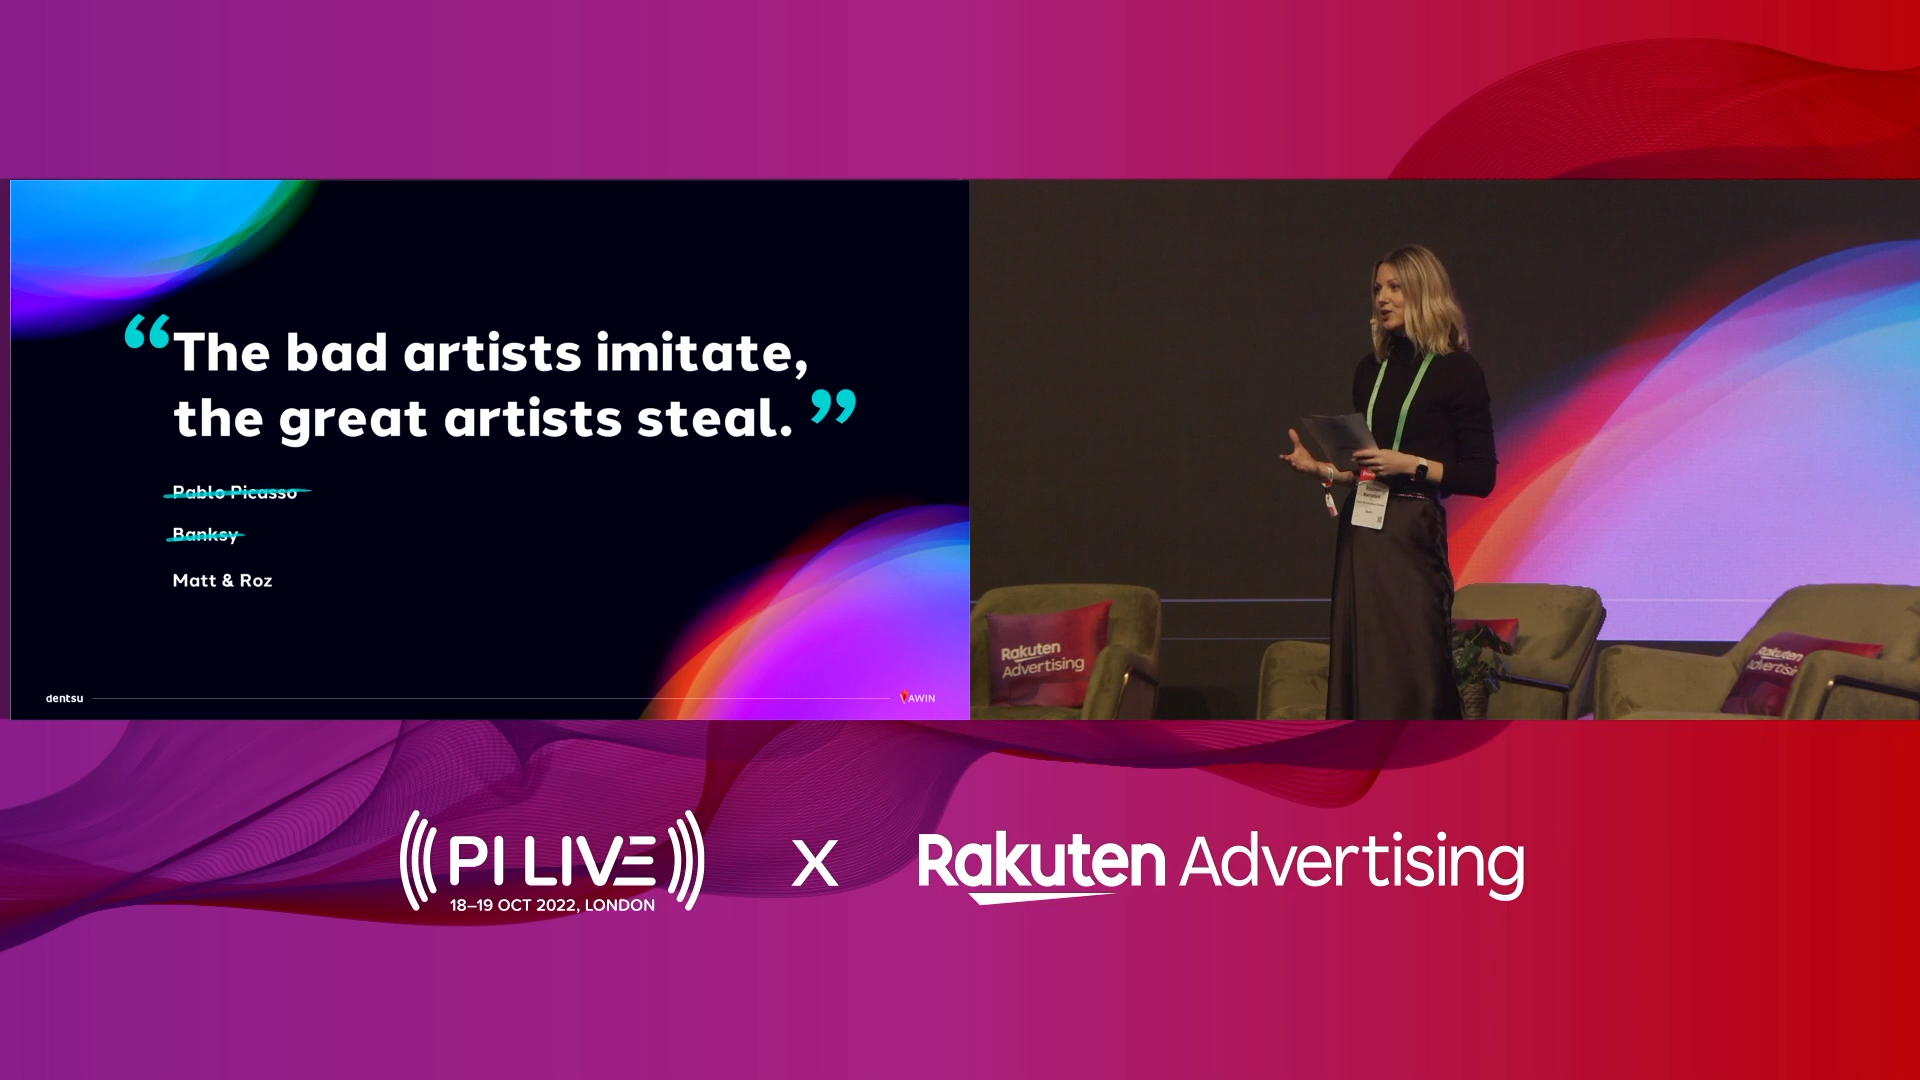 “The bad artists imitate,
the great artists steal.”
Pablo Picasso
Banksy
Matt & Roz
dentsu
AWIN
Rakuten
Advertising
Rakuten
PI LIVE
18–19 OCT 2022, LONDON
X
Rakuten Advertising